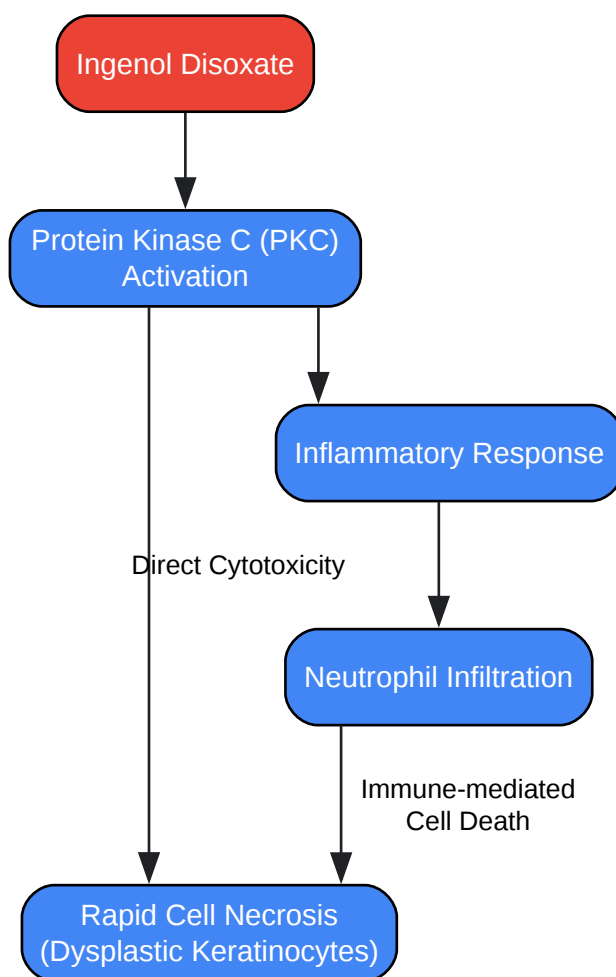 Ingenol Disoxate
Protein Kinase C (PKC)
Activation
Inflammatory Response
Direct Cytotoxicity
Neutrophil Infiltration
Immune-mediated
Cell Death
Rapid Cell Necrosis
(Dysplastic Keratinocytes)